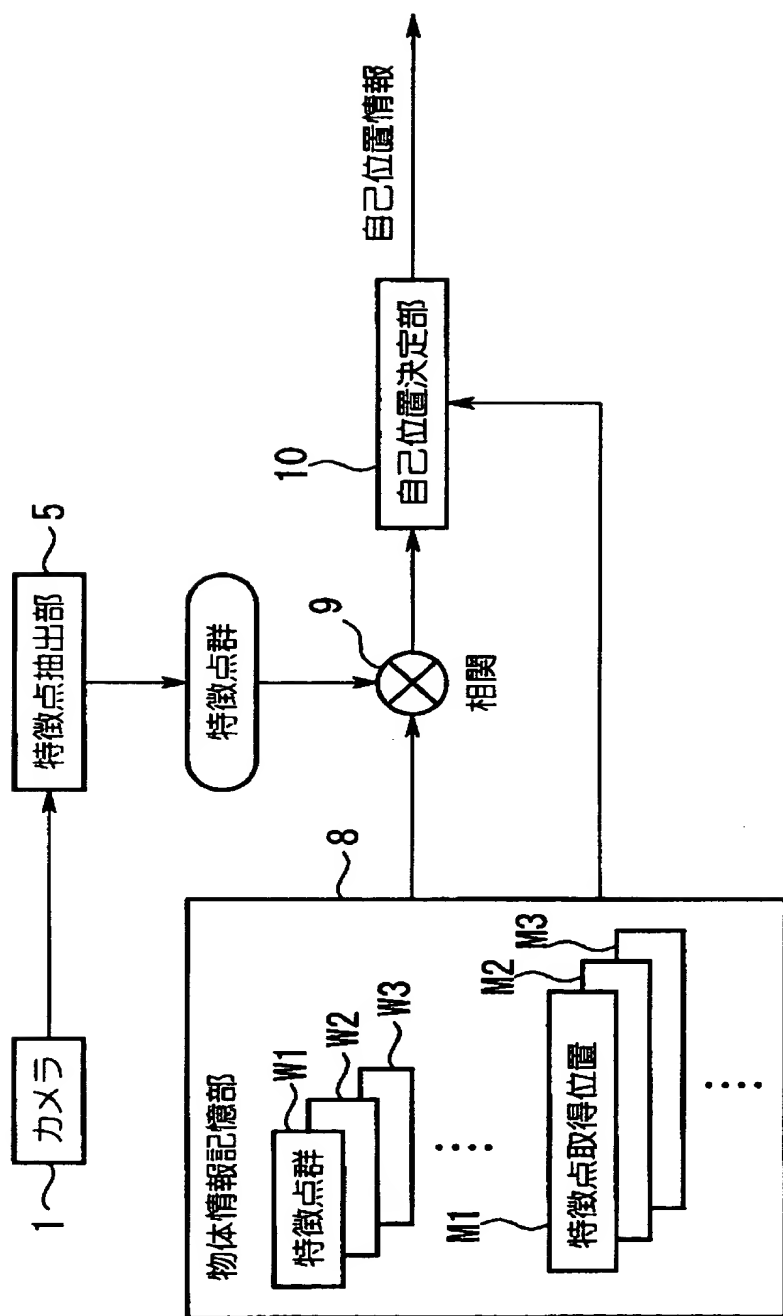 カメラ
1
特徴点抽出部
5
特徴点群
9
相関
10
自己位置決定部
自己位置情報
8
物体情報記憶部
特徴点群
W1
W2
W3
‥‥
特徴点取得位置
M1
M2
M3
‥‥